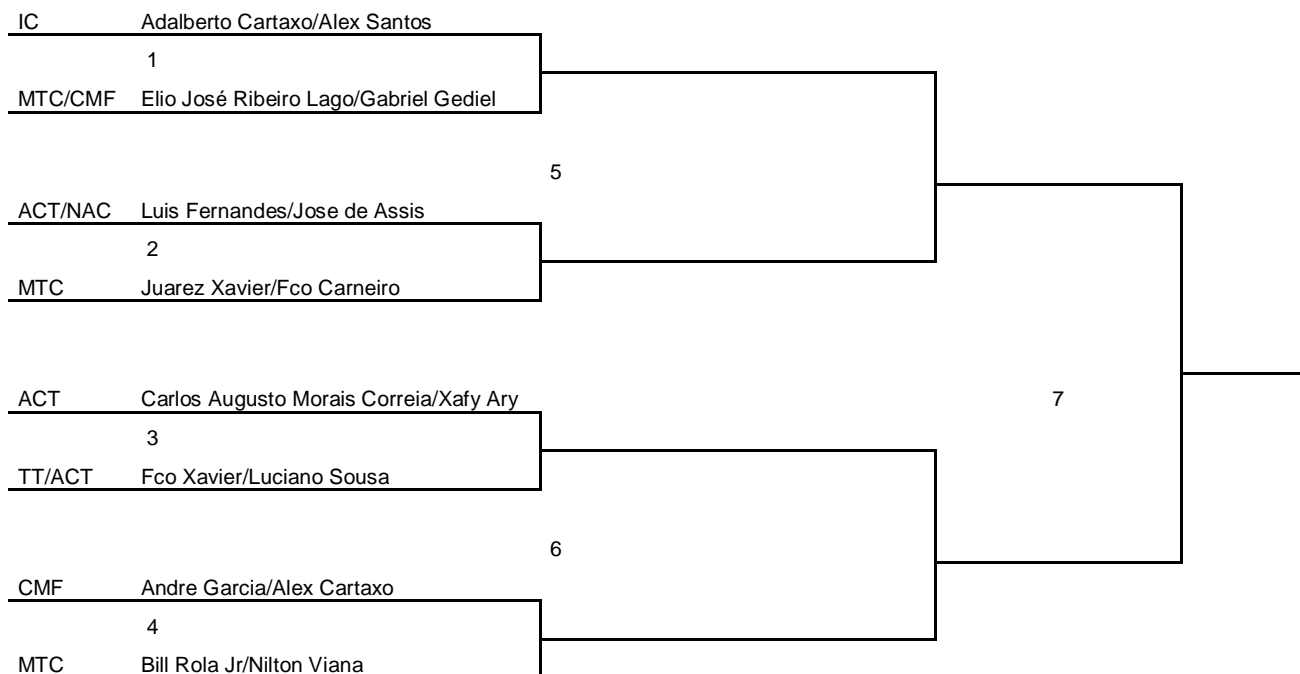 IC Adalberto Cartaxo/Alex Santos
1
MTC/CMF Elio José Ribeiro Lago/Gabriel Gediel
5
ACT/NAC Luis Fernandes/Jose de Assis
2
MTC Juarez Xavier/Fco Carneiro
ACT Carlos Augusto Morais Correia/Xafy Ary
7
3
TT/ACT Fco Xavier/Luciano Sousa
6
CMF Andre Garcia/Alex Cartaxo
4
MTC Bill Rola Jr/Nilton Viana